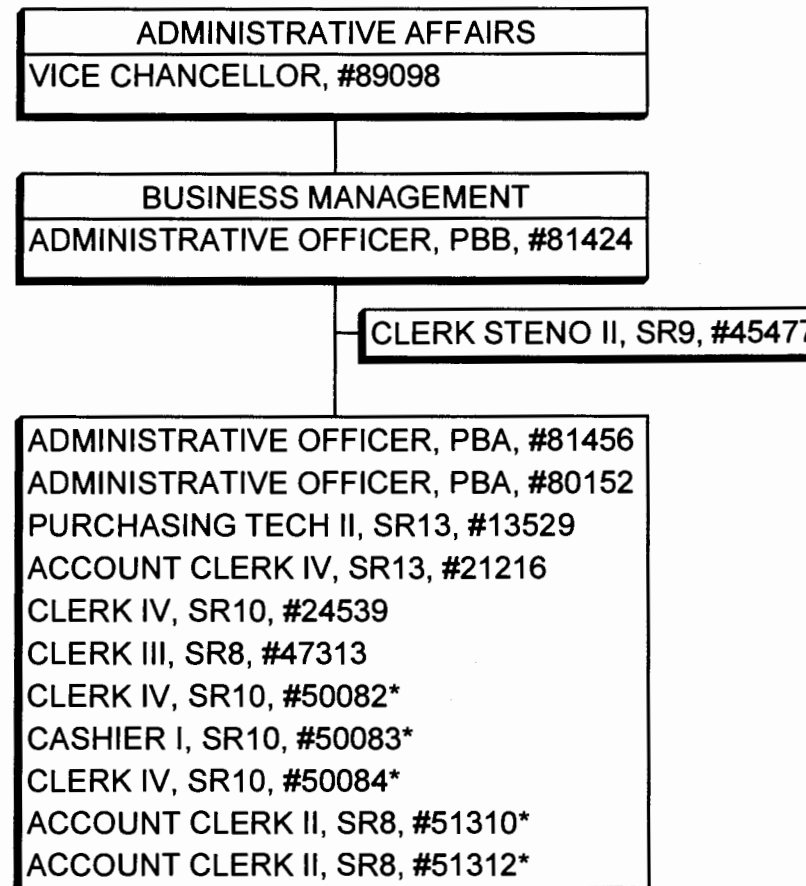 ADMINISTRATIVE AFFAIRS
VICE CHANCELLOR, #89098
BUSINESS MANAGEMENT
ADMINISTRATIVE OFFICER, PBB, #81424
CLERK STENO II, SR9, #45477
ADMINISTRATIVE OFFICER, PBA, #81456
ADMINISTRATIVE OFFICER, PBA, #80152
PURCHASING TECH II, SR13, #13529
ACCOUNT CLERK IV, SR13, #21216
CLERK IV, SR10, #24539
CLERK III, SR8, #47313
CLERK IV, SR10, #50082*
CASHIER I, SR10, #50083*
CLERK IV, SR10, #50084*
ACCOUNT CLERK II, SR8, #51310*
ACCOUNT CLERK II, SR8, #51312*